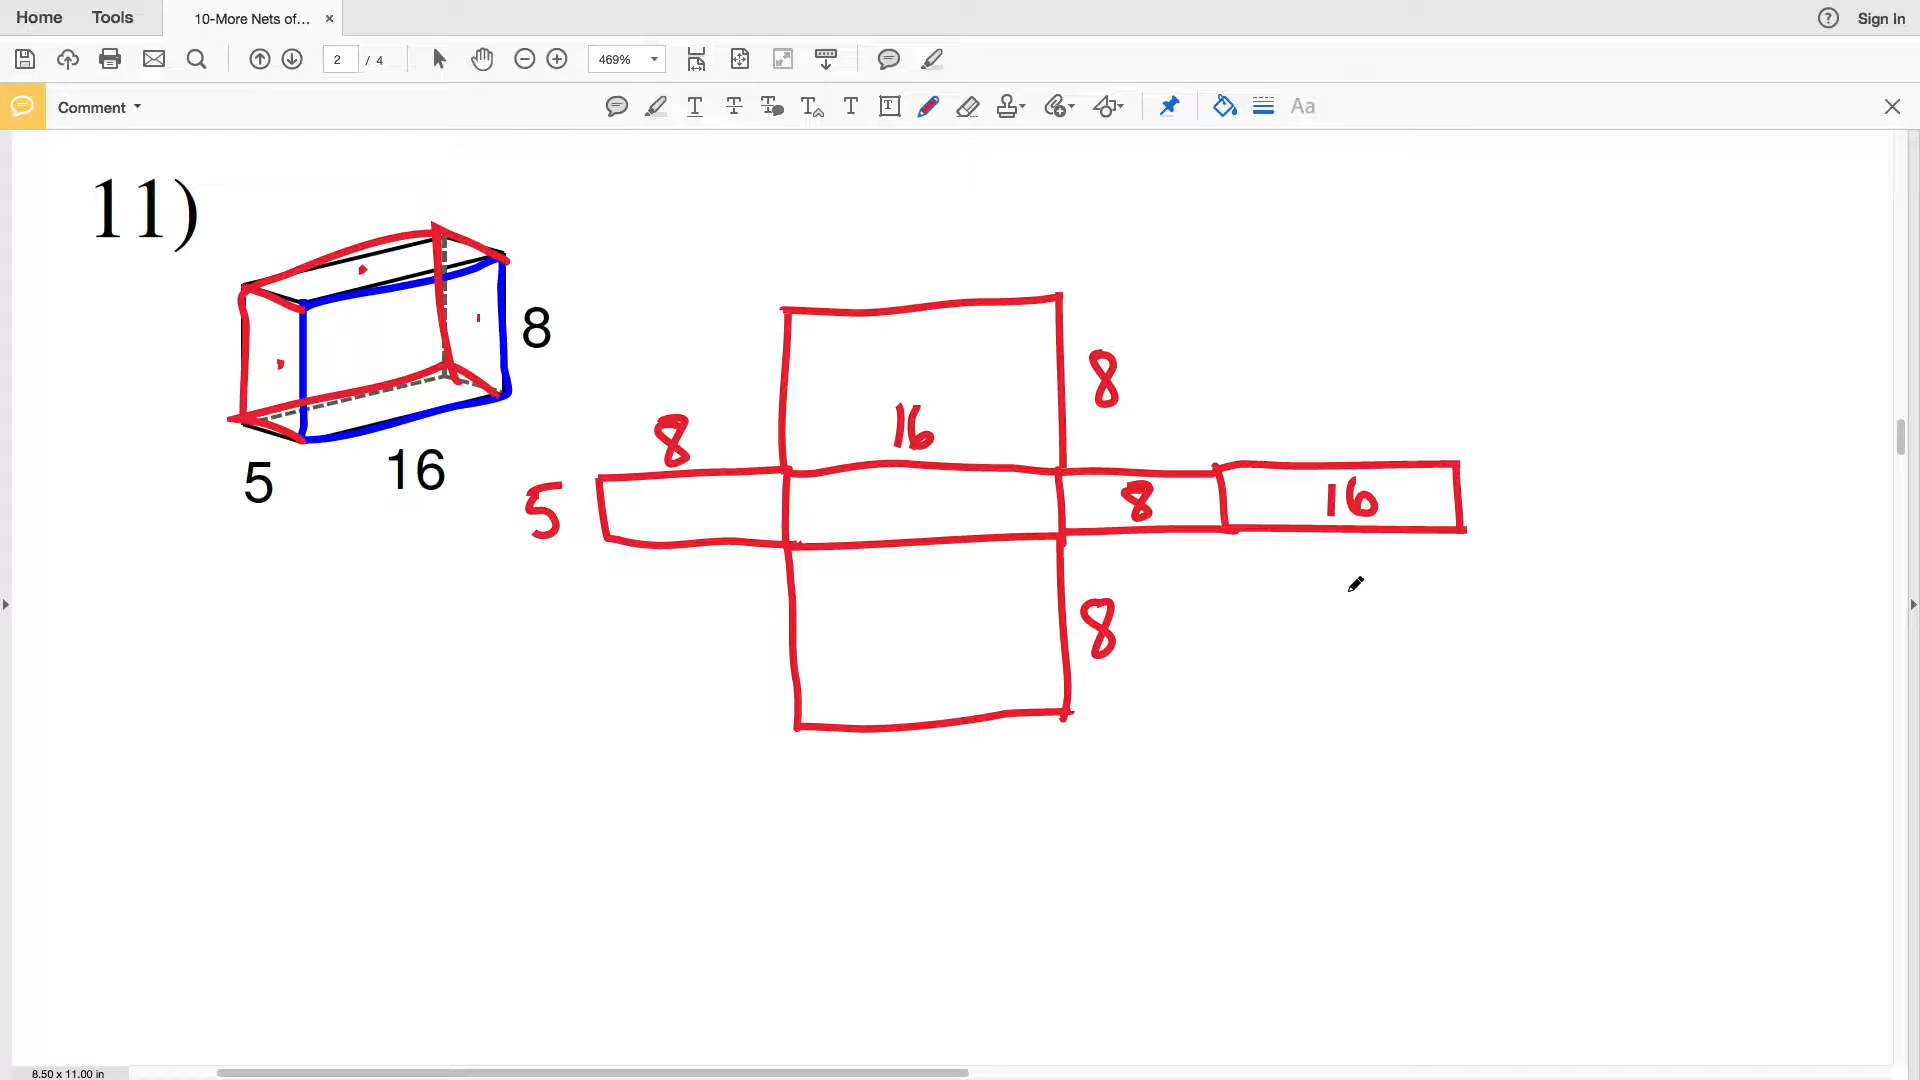 Home Tools 10-More Nets of... × ? Sign In
2 / 4 469%
Comment Aa
11)
8
5 16
8
8 16
5 8 16
8
8.50 x 11.00 in